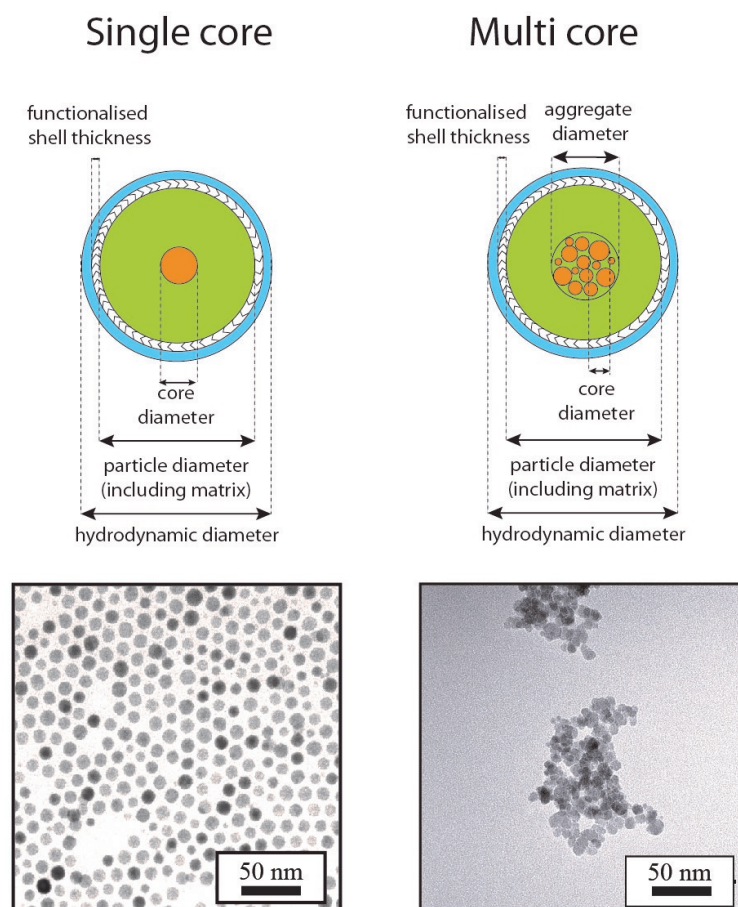 Single core
Multi core
functionalised
shell thickness
functionalised
shell thickness
aggregate
diameter
core
diameter
core
diameter
particle diameter
(including matrix)
particle diameter
(including matrix)
hydrodynamic diameter
hydrodynamic diameter
50 nm
50 nm